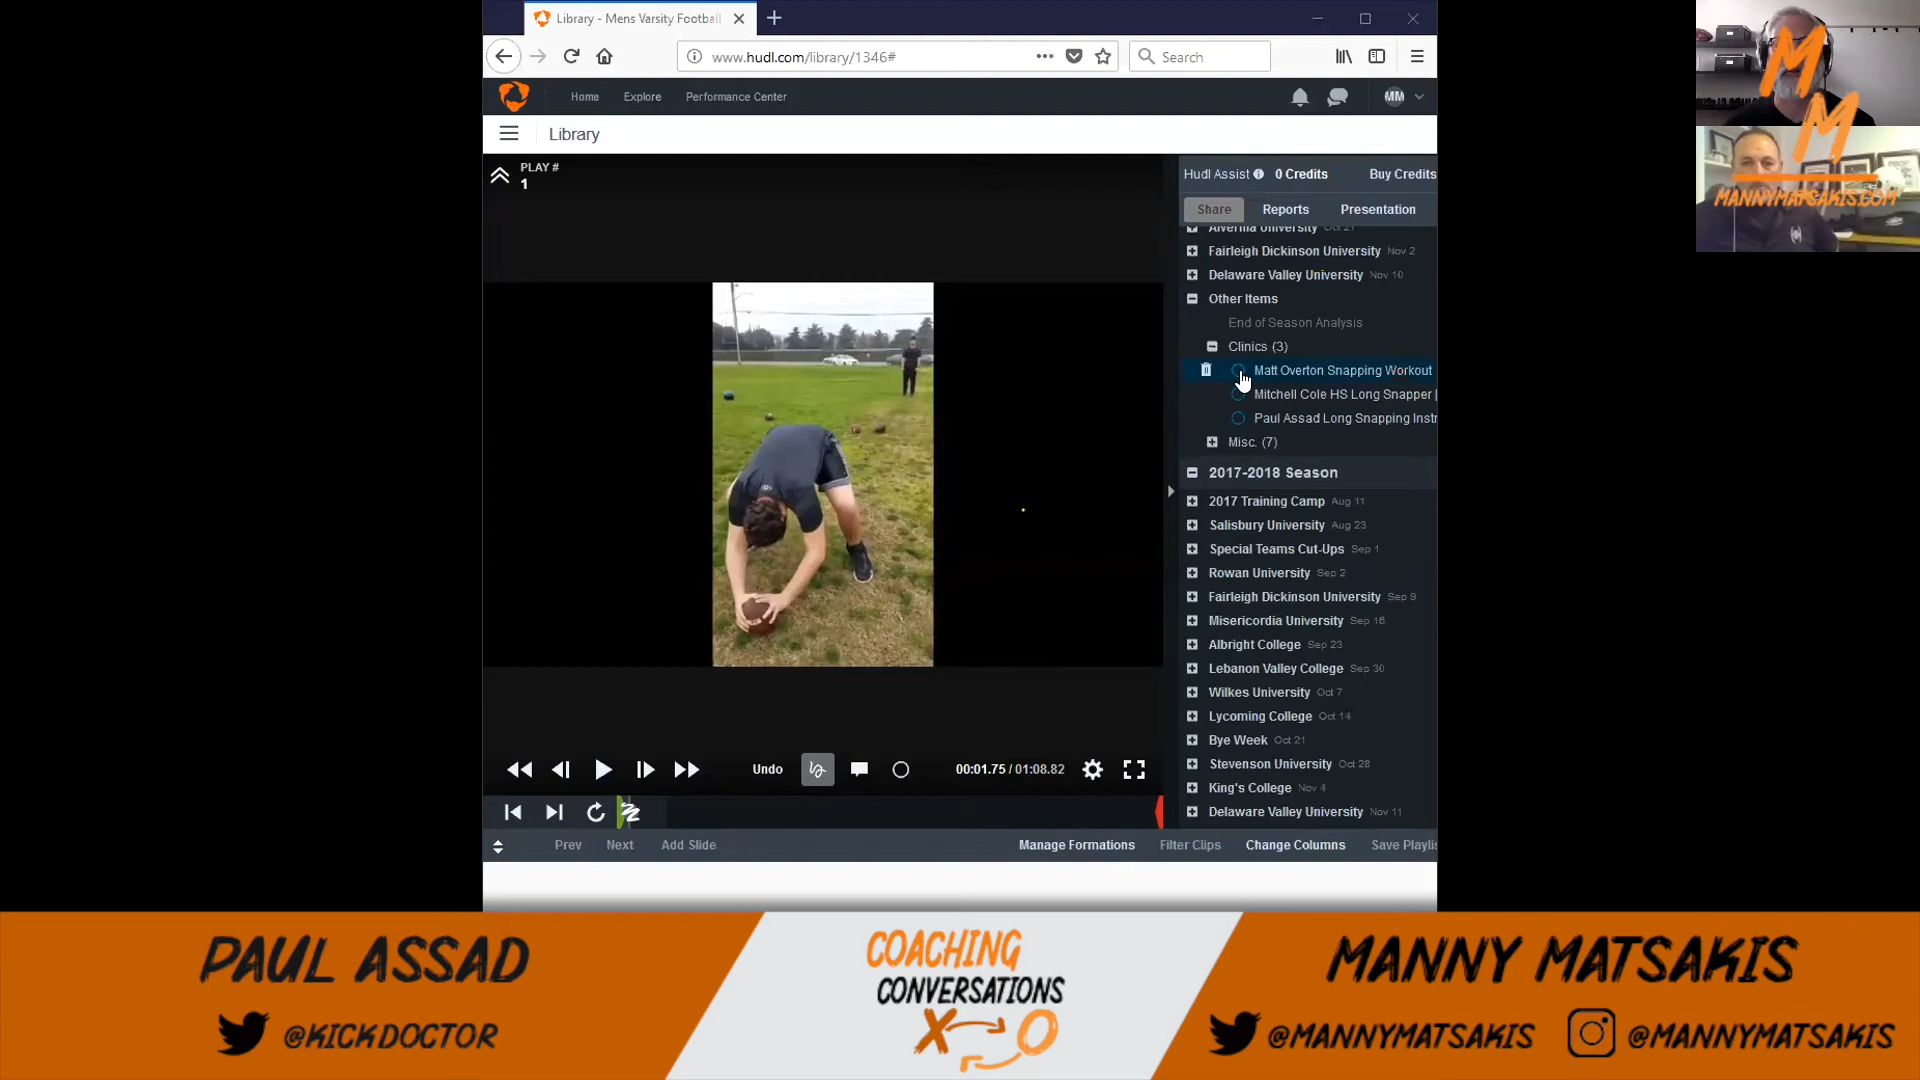 Library - Mens Varsity Football
www.hudl.com/library/1346#
Search
Home
Explore
Performance Center
MM
Library
PLAY #
1
Hudl Assist
0 Credits
Buy Credits
Share
Reports
Presentation
Alvernia University Oct 27
Fairleigh Dickinson University Nov 2
Delaware Valley University Nov 10
Other Items
End of Season Analysis
Clinics (3)
Matt Overton Snapping Workout
Mitchell Cole HS Long Snapper
Paul Assad Long Snapping Instr
Misc. (7)
2017-2018 Season
2017 Training Camp Aug 11
Salisbury University Aug 23
Special Teams Cut-Ups Sep 1
Rowan University Sep 2
Fairleigh Dickinson University Sep 9
Misericordia University Sep 16
Albright College Sep 23
Lebanon Valley College Sep 30
Wilkes University Oct 7
Lycoming College Oct 14
Bye Week Oct 21
Stevenson University Oct 28
King's College Nov 4
Delaware Valley University Nov 11
Undo
00:01.75 / 01:08.82
Prev
Next
Add Slide
Manage Formations
Filter Clips
Change Columns
Save Playlis
MM
MANNYMATSAKIS.COM
PAUL ASSAD
@KICKDOCTOR
COACHING
CONVERSATIONS
X O
MANNY MATSAKIS
@MANNYMATSAKIS
@MANNYMATSAKIS